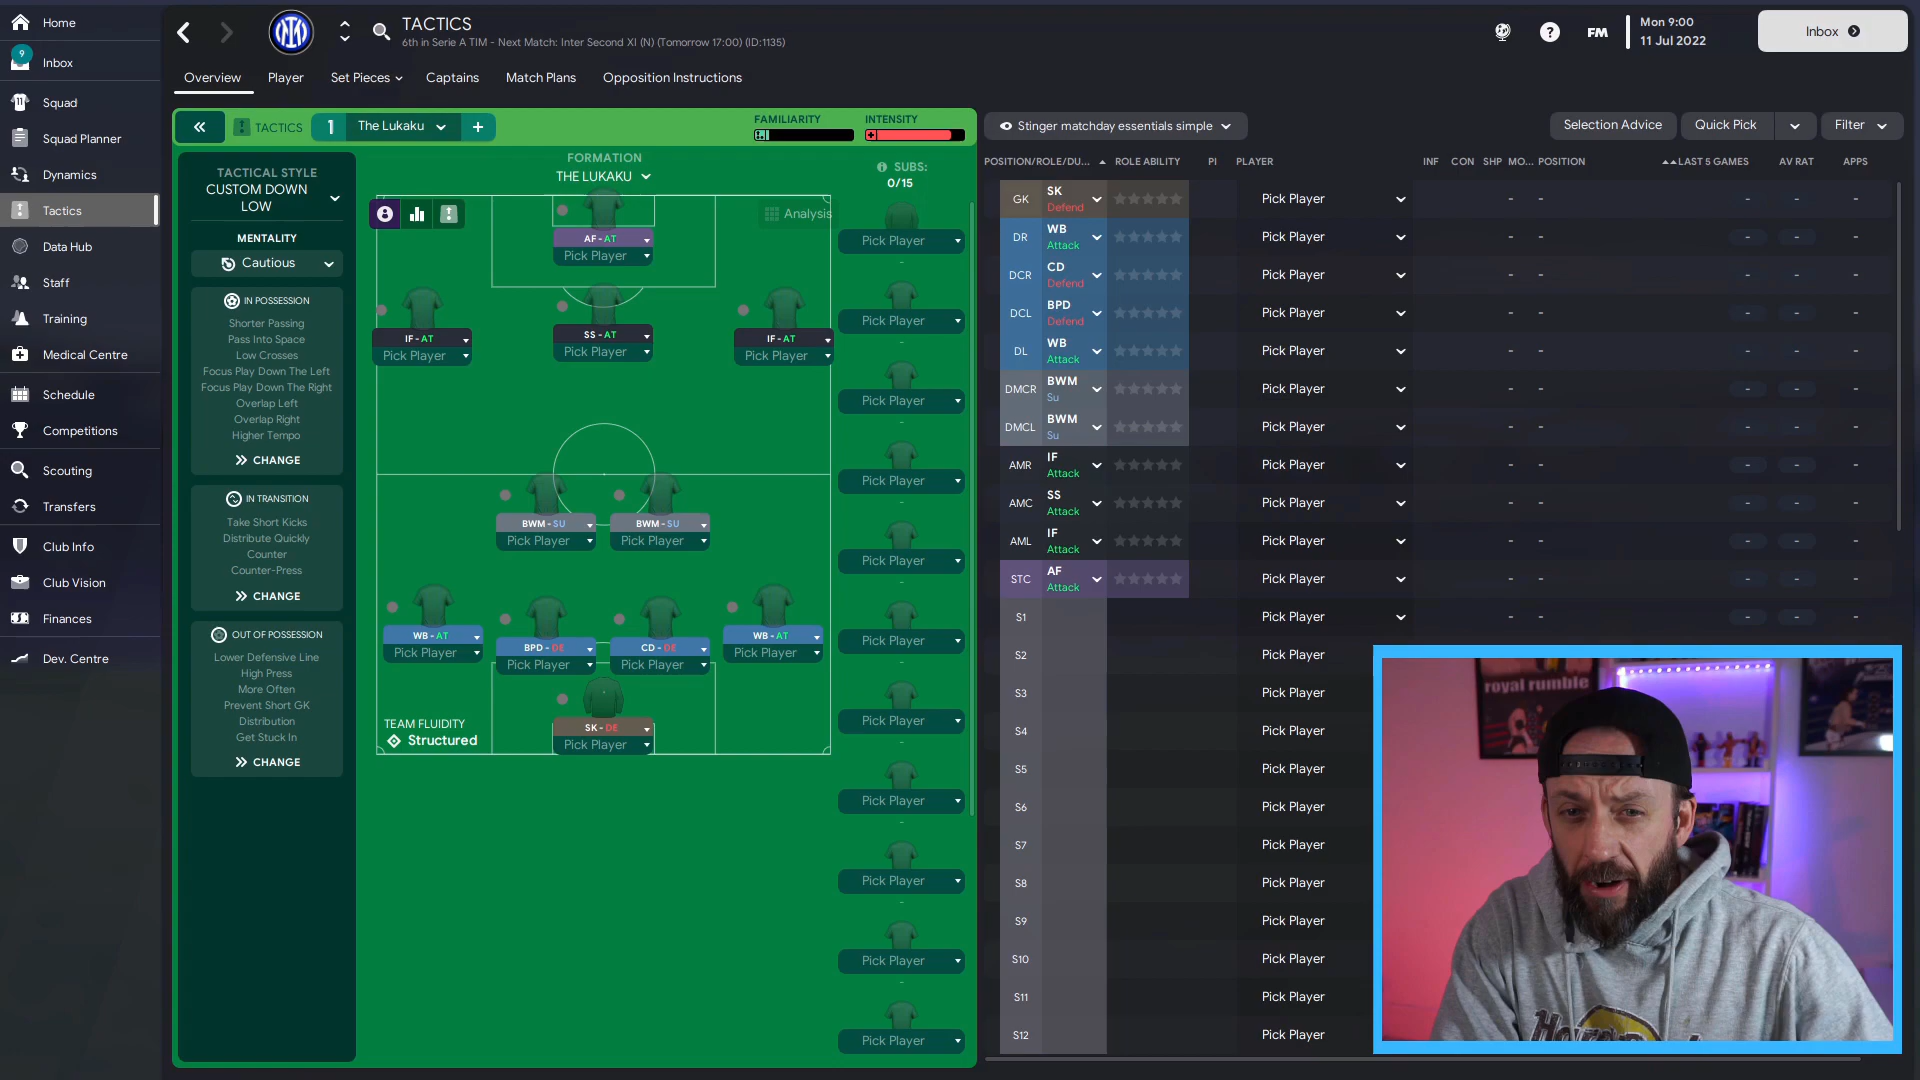 Home
9
Inbox
Squad
Squad Planner
Dynamics
Tactics
Data Hub
Staff
Training
Medical Centre
Schedule
Competitions
Scouting
Transfers
Club Info
Club Vision
Finances
Dev. Centre
TACTICS
6th in Serie A TIM - Next Match: Inter Second XI (N) (Tomorrow 17:00) (ID:1135)
FM
Mon 9:00
11 Jul 2022
Inbox
Overview
Player
Set Pieces
Captains
Match Plans
Opposition Instructions
TACTICS
1
The Lukaku
+
FAMILIARITY
INTENSITY
TACTICAL STYLE
CUSTOM DOWN
LOW
MENTALITY
Cautious
IN POSSESSION
Shorter Passing
Pass Into Space
Low Crosses
Focus Play Down The Left
Focus Play Down The Right
Overlap Left
Overlap Right
Higher Tempo
CHANGE
IN TRANSITION
Take Short Kicks
Distribute Quickly
Counter
Counter-Press
CHANGE
OUT OF POSSESSION
Lower Defensive Line
High Press
More Often
Prevent Short GK
Distribution
Get Stuck In
CHANGE
FORMATION
THE LUKAKU
SUBS:
0/15
Analysis
AF - AT
Pick Player
IF - AT
Pick Player
SS - AT
Pick Player
IF - AT
Pick Player
BWM - SU
Pick Player
BWM - SU
Pick Player
WB - AT
Pick Player
BPD - DE
Pick Player
CD - DE
Pick Player
WB - AT
Pick Player
SK - DE
Pick Player
TEAM FLUIDITY
Structured
Pick Player
-
Pick Player
-
Pick Player
-
Pick Player
-
Pick Player
-
Pick Player
-
Pick Player
-
Pick Player
-
Pick Player
-
Pick Player
-
Pick Player
Stinger matchday essentials simple
Selection Advice
Quick Pick
Filter
POSITION/ROLE/DU... ROLE ABILITY PI PLAYER INF CON SHP MO... POSITION LAST 5 GAMES AV RAT APPS
GK SK Defend Pick Player - - - - -
DR WB Attack Pick Player - - - - -
DCR CD Defend Pick Player - - - - -
DCL BPD Defend Pick Player - - - - -
DL WB Attack Pick Player - - - - -
DMCR BWM Su Pick Player - - - - -
DMCL BWM Su Pick Player - - - - -
AMR IF Attack Pick Player - - - - -
AMC SS Attack Pick Player - - - - -
AML IF Attack Pick Player - - - - -
STC AF Attack Pick Player - - - - -
S1 Pick Player - - - - -
S2 Pick Player
S3 Pick Player
S4 Pick Player
S5 Pick Player
S6 Pick Player
S7 Pick Player
S8 Pick Player
S9 Pick Player
S10 Pick Player
S11 Pick Player
S12 Pick Player
royal rumble